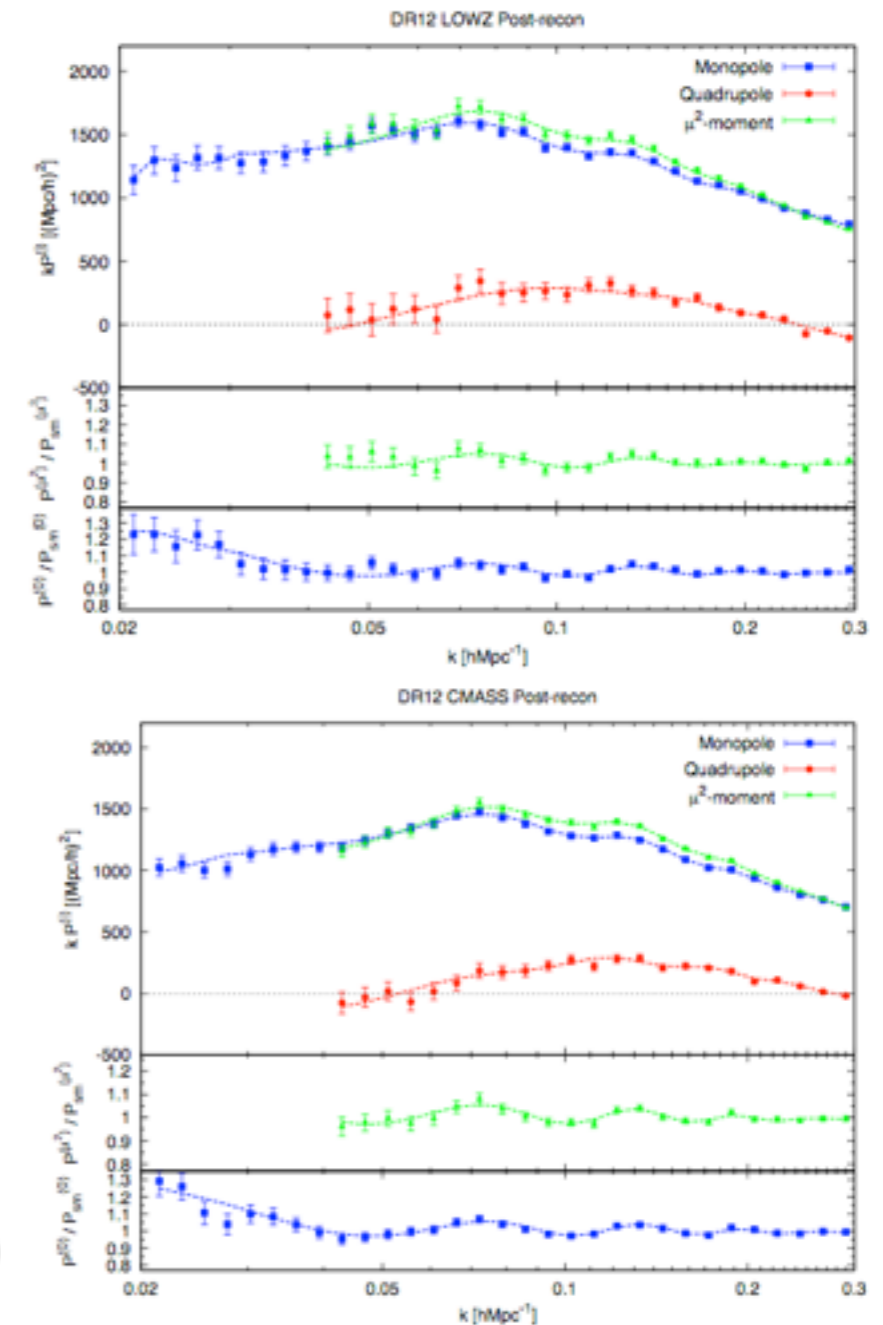 DR12 LOWZ Post-recon
Monopole
Quadrupole
μ²-moment
2000
1500
1000
500
0
-500
1.3
1.2
1.1
1
0.9
0.8
1.3
1.2
1.1
1
0.9
0.8
0.02 0.05 0.1 0.2 0.3
k [hMpc⁻¹]
DR12 CMASS Post-recon
Monopole
Quadrupole
μ²-moment
2000
1500
1000
500
0
-500
k P
1.2
1.1
1
0.9
0.8
1.3
1.2
1.1
1
0.9
0.8
0.02 0.05 0.1 0.2 0.3
k [hMpc⁻¹]